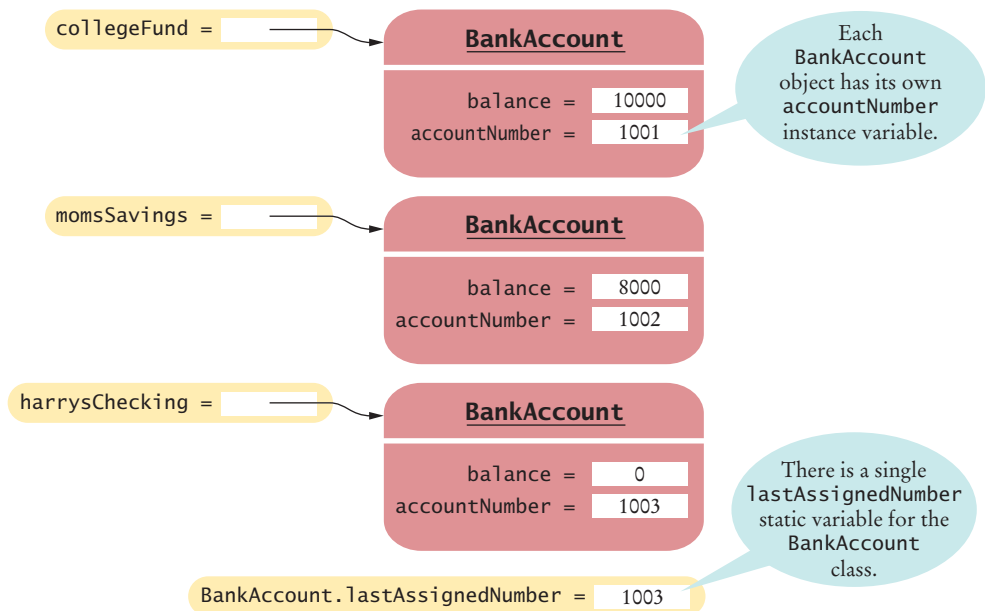 collegeFund =
BankAccount
balance = 10000
accountNumber = 1001
Each
BankAccount
object has its own
accountNumber
instance variable.
momsSavings =
BankAccount
balance = 8000
accountNumber = 1002
harrysChecking =
BankAccount
balance = 0
accountNumber = 1003
There is a single
lastAssignedNumber
static variable for the
BankAccount
class.
BankAccount.lastAssignedNumber = 1003